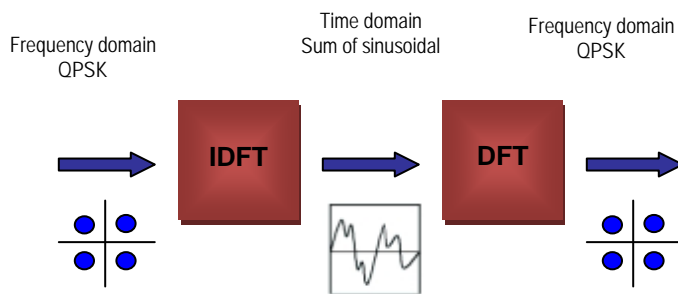 Frequency domain
QPSK
IDFT
Time domain
Sum of sinusoidal
DFT
Frequency domain
QPSK